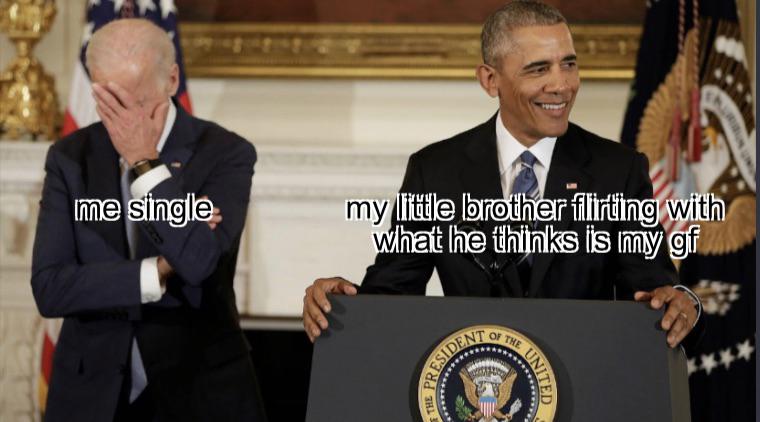 me single
my little brother flirting with
what he thinks is my gf
PRESIDENT OF THE UNITED
THE